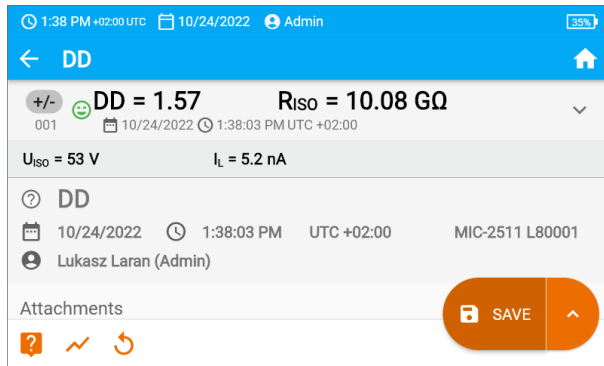 1:38 PM +02:00 UTC 10/24/2022 Admin 35%
DD
+/- DD = 1.57 RISO = 10.08 GΩ
001 10/24/2022 1:38:03 PM UTC +02:00
UISO = 53 V IL = 5.2 nA
DD
10/24/2022 1:38:03 PM UTC +02:00 MIC-2511 L80001
Lukasz Laran (Admin)
Attachments
SAVE